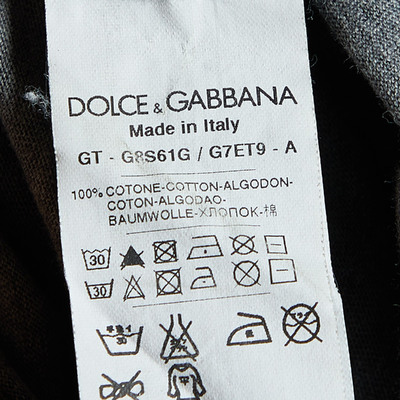 DOLCE & GABBANA
Made in Italy
GT - G8S61G / G7ET9 - A
100% COTONE-COTTON-ALGODON-
COTON-ALGODAO-
BAUMWOLLE-ХЛОПОК-棉
30
30
30